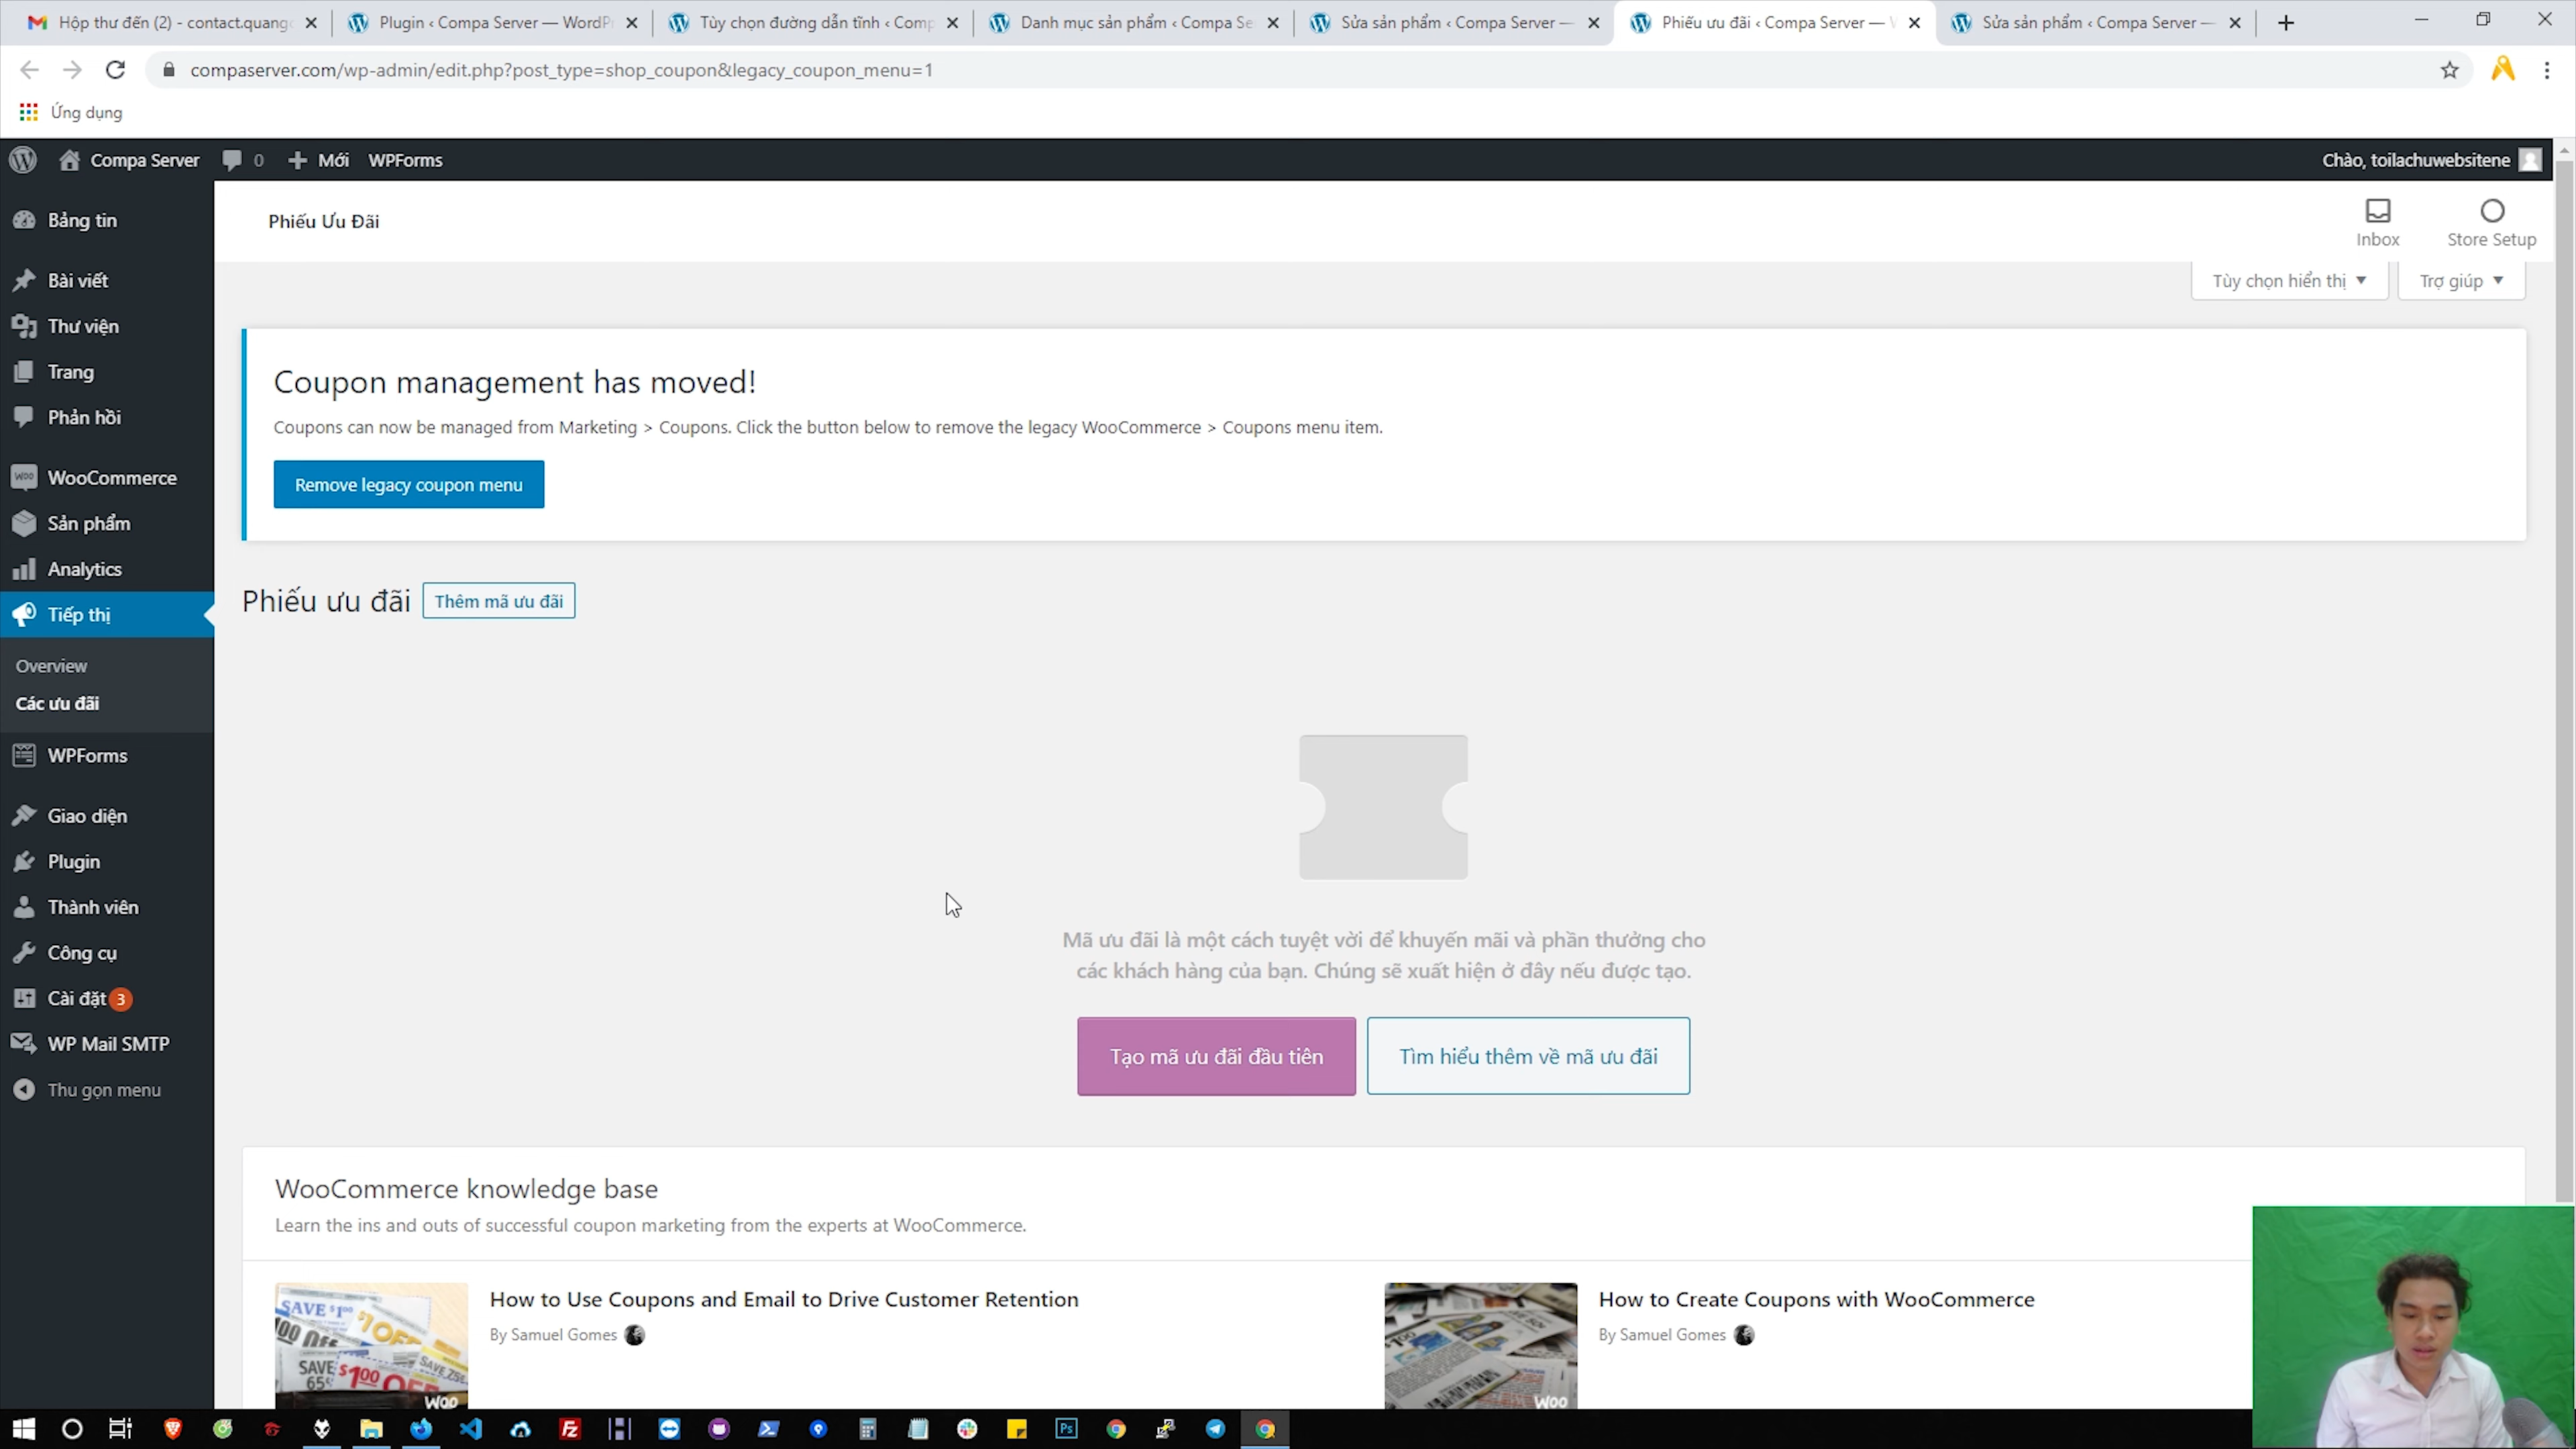 Hộp thư đến (2) - contact.quang
Plugin ‹ Compa Server — WordPr
Tùy chọn đường dẫn tĩnh ‹ Comp
Danh mục sản phẩm ‹ Compa Se
Sửa sản phẩm ‹ Compa Server —
Phiếu ưu đãi ‹ Compa Server — W
Sửa sản phẩm ‹ Compa Server —
compaserver.com/wp-admin/edit.php?post_type=shop_coupon&legacy_coupon_menu=1
Ứng dụng
Compa Server
0
Mới
WPForms
Chào, toilachuwebsitene
Bảng tin
Bài viết
Thư viện
Trang
Phản hồi
WooCommerce
Sản phẩm
Analytics
Tiếp thị
Overview
Các ưu đãi
WPForms
Giao diện
Plugin
Thành viên
Công cụ
Cài đặt 3
WP Mail SMTP
Thu gọn menu
Phiếu Ưu Đãi
Inbox
Store Setup
Tùy chọn hiển thị
Trợ giúp
Coupon management has moved!
Coupons can now be managed from Marketing > Coupons. Click the button below to remove the legacy WooCommerce > Coupons menu item.
Remove legacy coupon menu
Phiếu ưu đãi
Thêm mã ưu đãi
Mã ưu đãi là một cách tuyệt vời để khuyến mãi và phần thưởng cho
các khách hàng của bạn. Chúng sẽ xuất hiện ở đây nếu được tạo.
Tạo mã ưu đãi đầu tiên
Tìm hiểu thêm về mã ưu đãi
WooCommerce knowledge base
Learn the ins and outs of successful coupon marketing from the experts at WooCommerce.
How to Use Coupons and Email to Drive Customer Retention
By Samuel Gomes
How to Create Coupons with WooCommerce
By Samuel Gomes